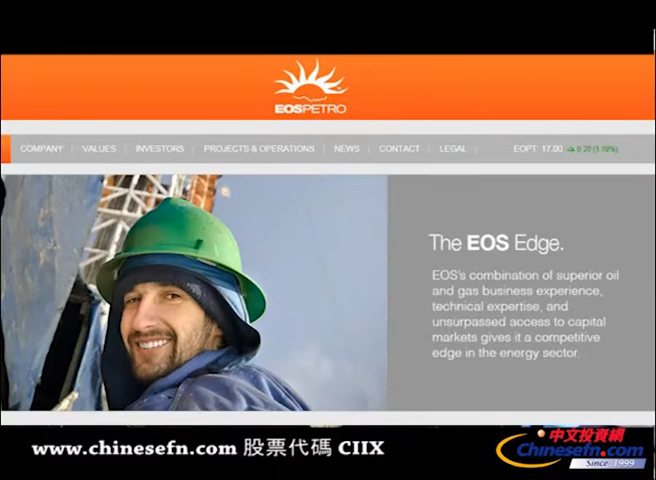 EOSPETRO
COMPANY VALUES INVESTORS PROJECTS & OPERATIONS NEWS CONTACT LEGAL EOPT: 17.00 0.20 (1.19%)
The EOS Edge.
EOS's combination of superior oil
and gas business experience,
technical expertise, and
unsurpassed access to capital
markets gives it a competitive
edge in the energy sector.
www.chinesefn.com 股票代碼 CIIX
中文投資網
Chinesefn.com
Since 1999